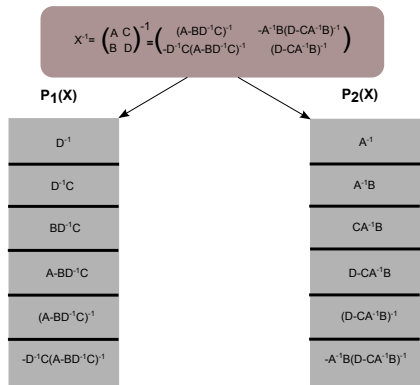 X⁻¹= (A C)⁻¹ = ((A-BD⁻¹C)⁻¹ -A⁻¹B(D-CA⁻¹B)⁻¹)
(B D) (-D⁻¹C(A-BD⁻¹C)⁻¹ (D-CA⁻¹B)⁻¹)
P₁(X) P₂(X)
D⁻¹ A⁻¹
D⁻¹C A⁻¹B
BD⁻¹C CA⁻¹B
A-BD⁻¹C D-CA⁻¹B
(A-BD⁻¹C)⁻¹ (D-CA⁻¹B)⁻¹
-D⁻¹C(A-BD⁻¹C)⁻¹ -A⁻¹B(D-CA⁻¹B)⁻¹